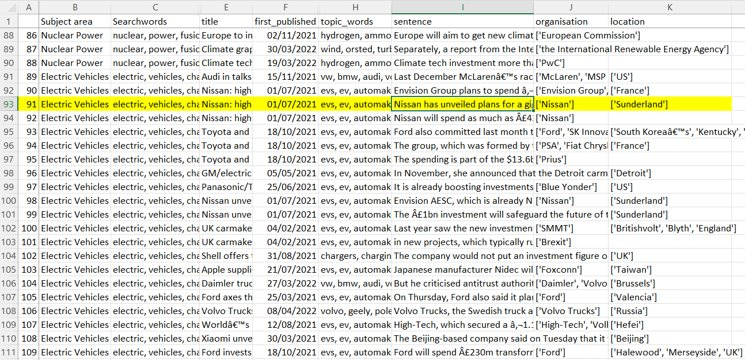 B C E F H I J K
1 Subject area Searchwords title first_published topic_words sentence organisation location
88 86 Nuclear Power nuclear, power, fusic Europe to in 02/11/2021 hydrogen, ammo Europe will aim to get new climat ['European Commission']
89 87 Nuclear Power nuclear, power, fusic Climate grap 30/03/2022 wind, orsted, turl Separately, a report from the Inte ['the International Renewable Energy Agency']
90 88 Nuclear Power nuclear, power, fusic Climate tech 19/03/2022 hydrogen, ammo Climate tech investment more tha ['PwC']
91 89 Electric Vehicles electric, vehicles, cha Audi in talks 15/11/2021 vw, bmw, audi, v Last December McLarenâ€™s rac ['McLaren', 'MSP ['US']
92 90 Electric Vehicles electric, vehicles, cha Nissan: high 01/07/2021 evs, ev, automak Envision Group plans to spend â‚¬ ['Envision Group', ['France']
93 91 Electric Vehicles electric, vehicles, cha Nissan: high 01/07/2021 evs, ev, automak Nissan has unveiled plans for a gi ['Nissan'] ['Sunderland']
94 92 Electric Vehicles electric, vehicles, cha Nissan: high 01/07/2021 evs, ev, automak Nissan will spend as much as Â£4 ['Nissan']
95 93 Electric Vehicles electric, vehicles, cha Toyota and 18/10/2021 evs, ev, automak Ford also committed last month t ['Ford', 'SK Innova ['South Koreaâ€™s', 'Kentucky', '
96 94 Electric Vehicles electric, vehicles, cha Toyota and 18/10/2021 evs, ev, automak The group, which was formed by ['PSA', 'Fiat Chrys ['France']
97 95 Electric Vehicles electric, vehicles, cha Toyota and 18/10/2021 evs, ev, automak The spending is part of the $13.6b ['Prius']
98 96 Electric Vehicles electric, vehicles, cha GM/electric 05/05/2021 evs, ev, automak In November, she announced that the Detroit carm ['Detroit']
99 97 Electric Vehicles electric, vehicles, cha Panasonic/T 25/06/2021 evs, ev, automak It is already boosting investments ['Blue Yonder'] ['US']
100 98 Electric Vehicles electric, vehicles, cha Nissan unve 01/07/2021 evs, ev, automak Envision AESC, which is already N ['Nissan'] ['Sunderland']
101 99 Electric Vehicles electric, vehicles, cha Nissan unve 01/07/2021 evs, ev, automak The Â£1bn investment will safeguard the future of t ['Sunderland']
102 100 Electric Vehicles electric, vehicles, cha UK carmake 04/02/2021 evs, ev, automak Last year saw the new investmen ['SMMT'] ['Britishvolt', 'Blyth', 'England']
103 101 Electric Vehicles electric, vehicles, cha UK carmake 04/02/2021 evs, ev, automak in new projects, which typically ru ['Brexit']
104 102 Electric Vehicles electric, vehicles, cha Shell offers 31/08/2021 chargers, chargin The company would not put an investment figure o ['UK']
105 103 Electric Vehicles electric, vehicles, cha Apple suppli 21/07/2021 evs, ev, automak Japanese manufacturer Nidec wil ['Foxconn'] ['Taiwan']
106 104 Electric Vehicles electric, vehicles, cha Daimler truc 27/03/2022 vw, bmw, audi, v But he criticised antitrust authorit ['Daimler', 'Volvo ['Brussels']
107 105 Electric Vehicles electric, vehicles, cha Ford axes th 25/03/2021 evs, ev, automak On Thursday, Ford also said it pla ['Ford'] ['Valencia']
108 106 Electric Vehicles electric, vehicles, cha Volvo Trucks 08/04/2022 volvo, geely, pole Volvo Trucks, the Swedish truck a ['Volvo Trucks'] ['Russia']
109 107 Electric Vehicles electric, vehicles, cha Worldâ€™s 12/08/2021 evs, ev, automak High-Tech, which secured a â‚¬1. ['High-Tech', 'Voll ['Hefei']
110 108 Electric Vehicles electric, vehicles, cha Xiaomi unve 30/03/2021 evs, ev, automak The Beijing-based company said on Tuesday that it ['Beijing']
111 109 Electric Vehicles electric, vehicles, cha Ford invests 18/10/2021 evs, ev, automak Ford will spend Â£230m transforn ['Ford'] ['Halewood', 'Merseyside', 'UK']